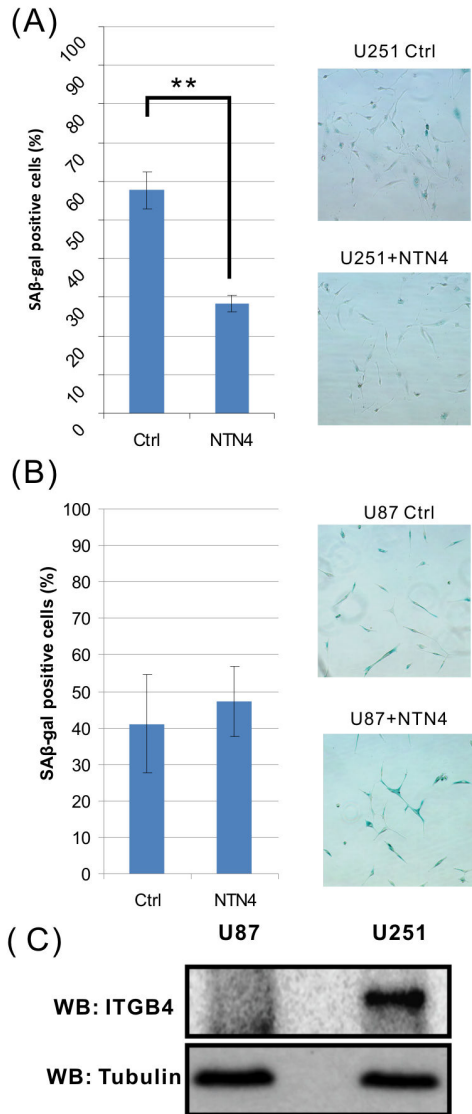 (A)
SAβ-gal positive cells (%)
100
90
80
70
60
50
40
30
20
10
0
**
Ctrl NTN4
U251 Ctrl
U251+NTN4
(B)
SAβ-gal positive cells (%)
100
90
80
70
60
50
40
30
20
10
0
Ctrl NTN4
U87 Ctrl
U87+NTN4
(C)
U87 U251
WB: ITGB4
WB: Tubulin